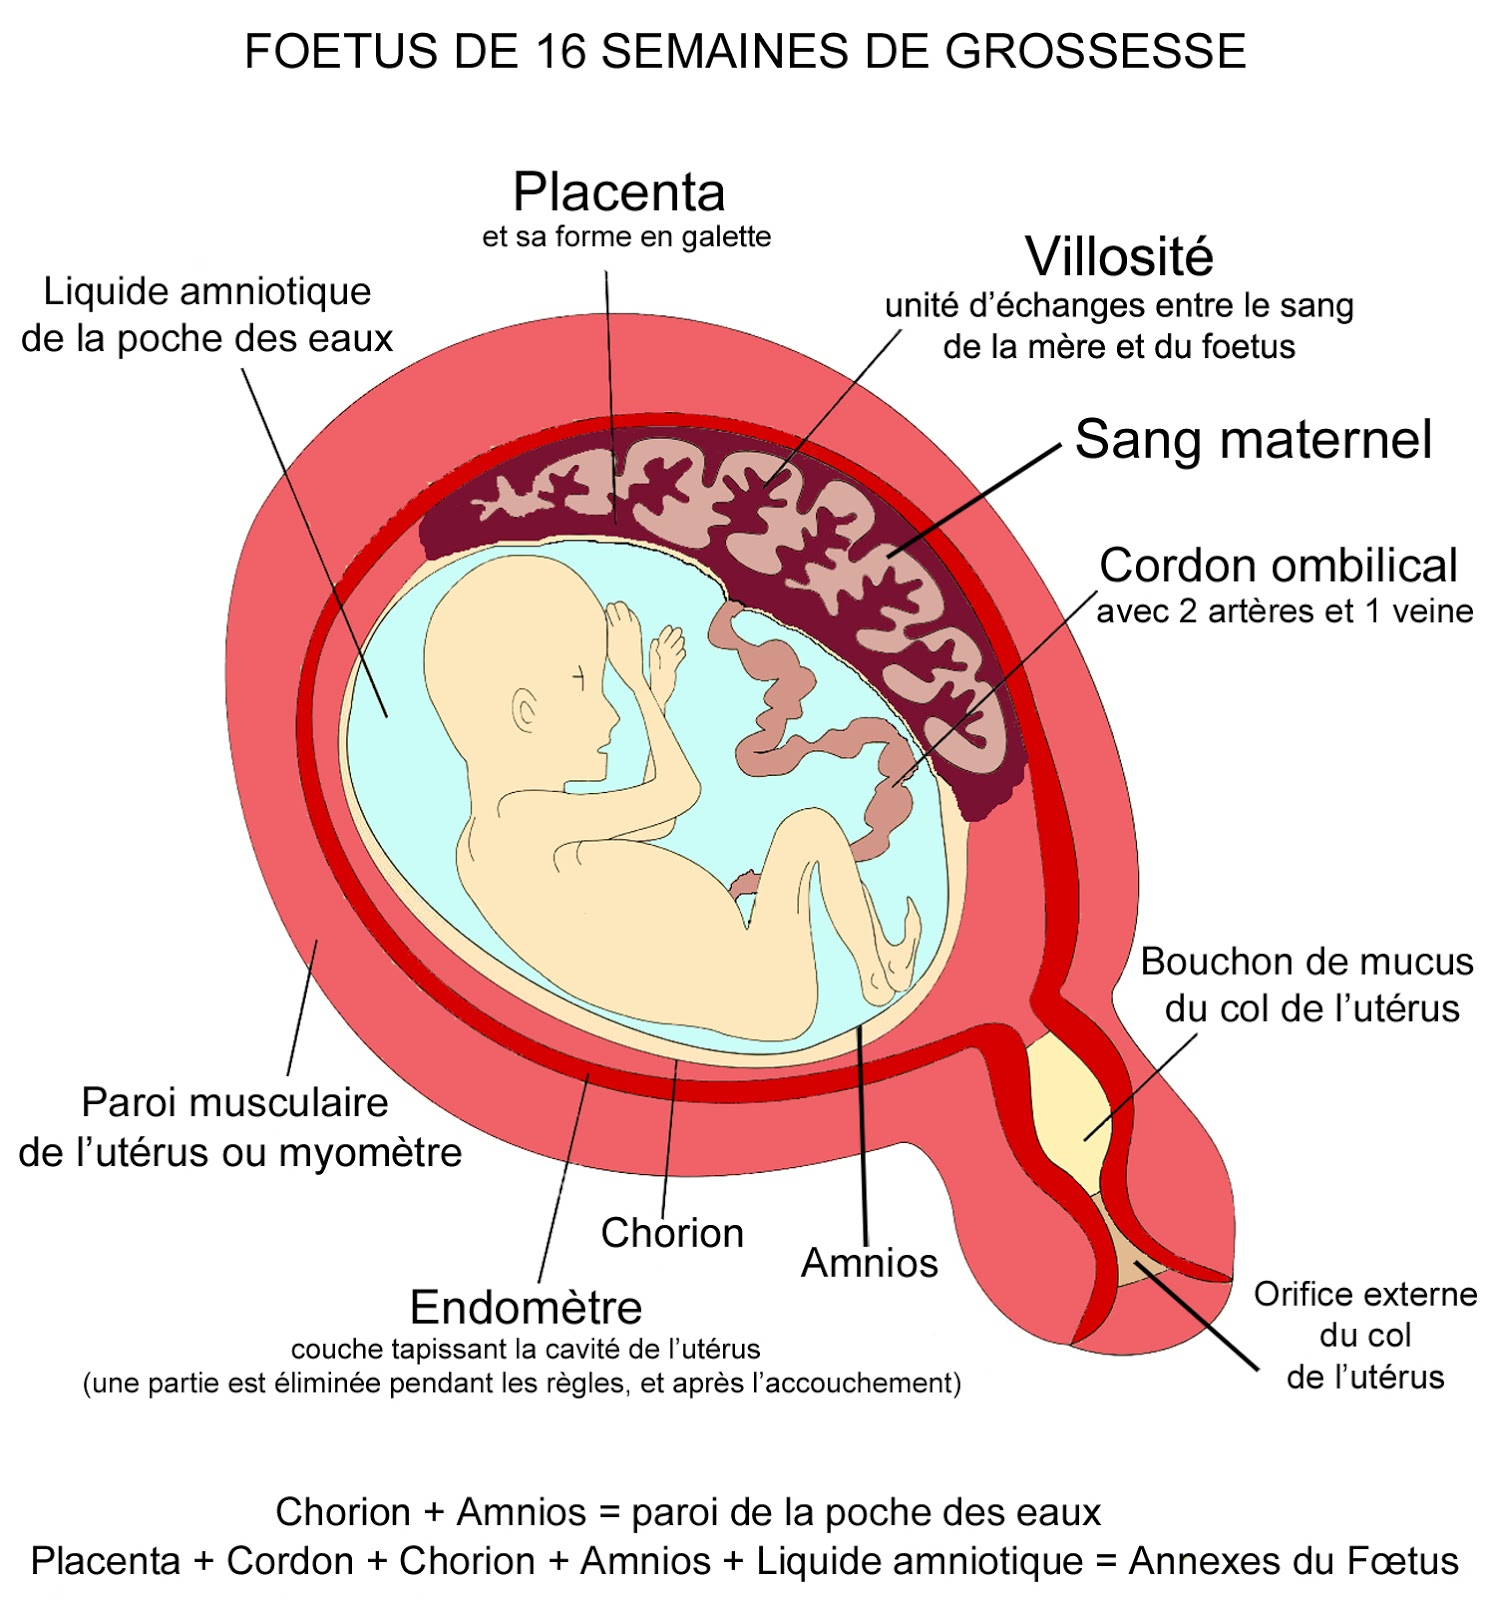 FOETUS DE 16 SEMAINES DE GROSSESSE
Placenta
et sa forme en galette
Villosité
unité d’échanges entre le sang
de la mère et du foetus
Liquide amniotique
de la poche des eaux
Sang maternel
Cordon ombilical
avec 2 artères et 1 veine
Bouchon de mucus
du col de l’utérus
Paroi musculaire
de l’utérus ou myomètre
Chorion
Amnios
Endomètre
couche tapissant la cavité de l’utérus
(une partie est éliminée pendant les règles, et après l’accouchement)
Orifice externe
du col
de l’utérus
Chorion + Amnios = paroi de la poche des eaux
Placenta + Cordon + Chorion + Amnios + Liquide amniotique = Annexes du Fœtus